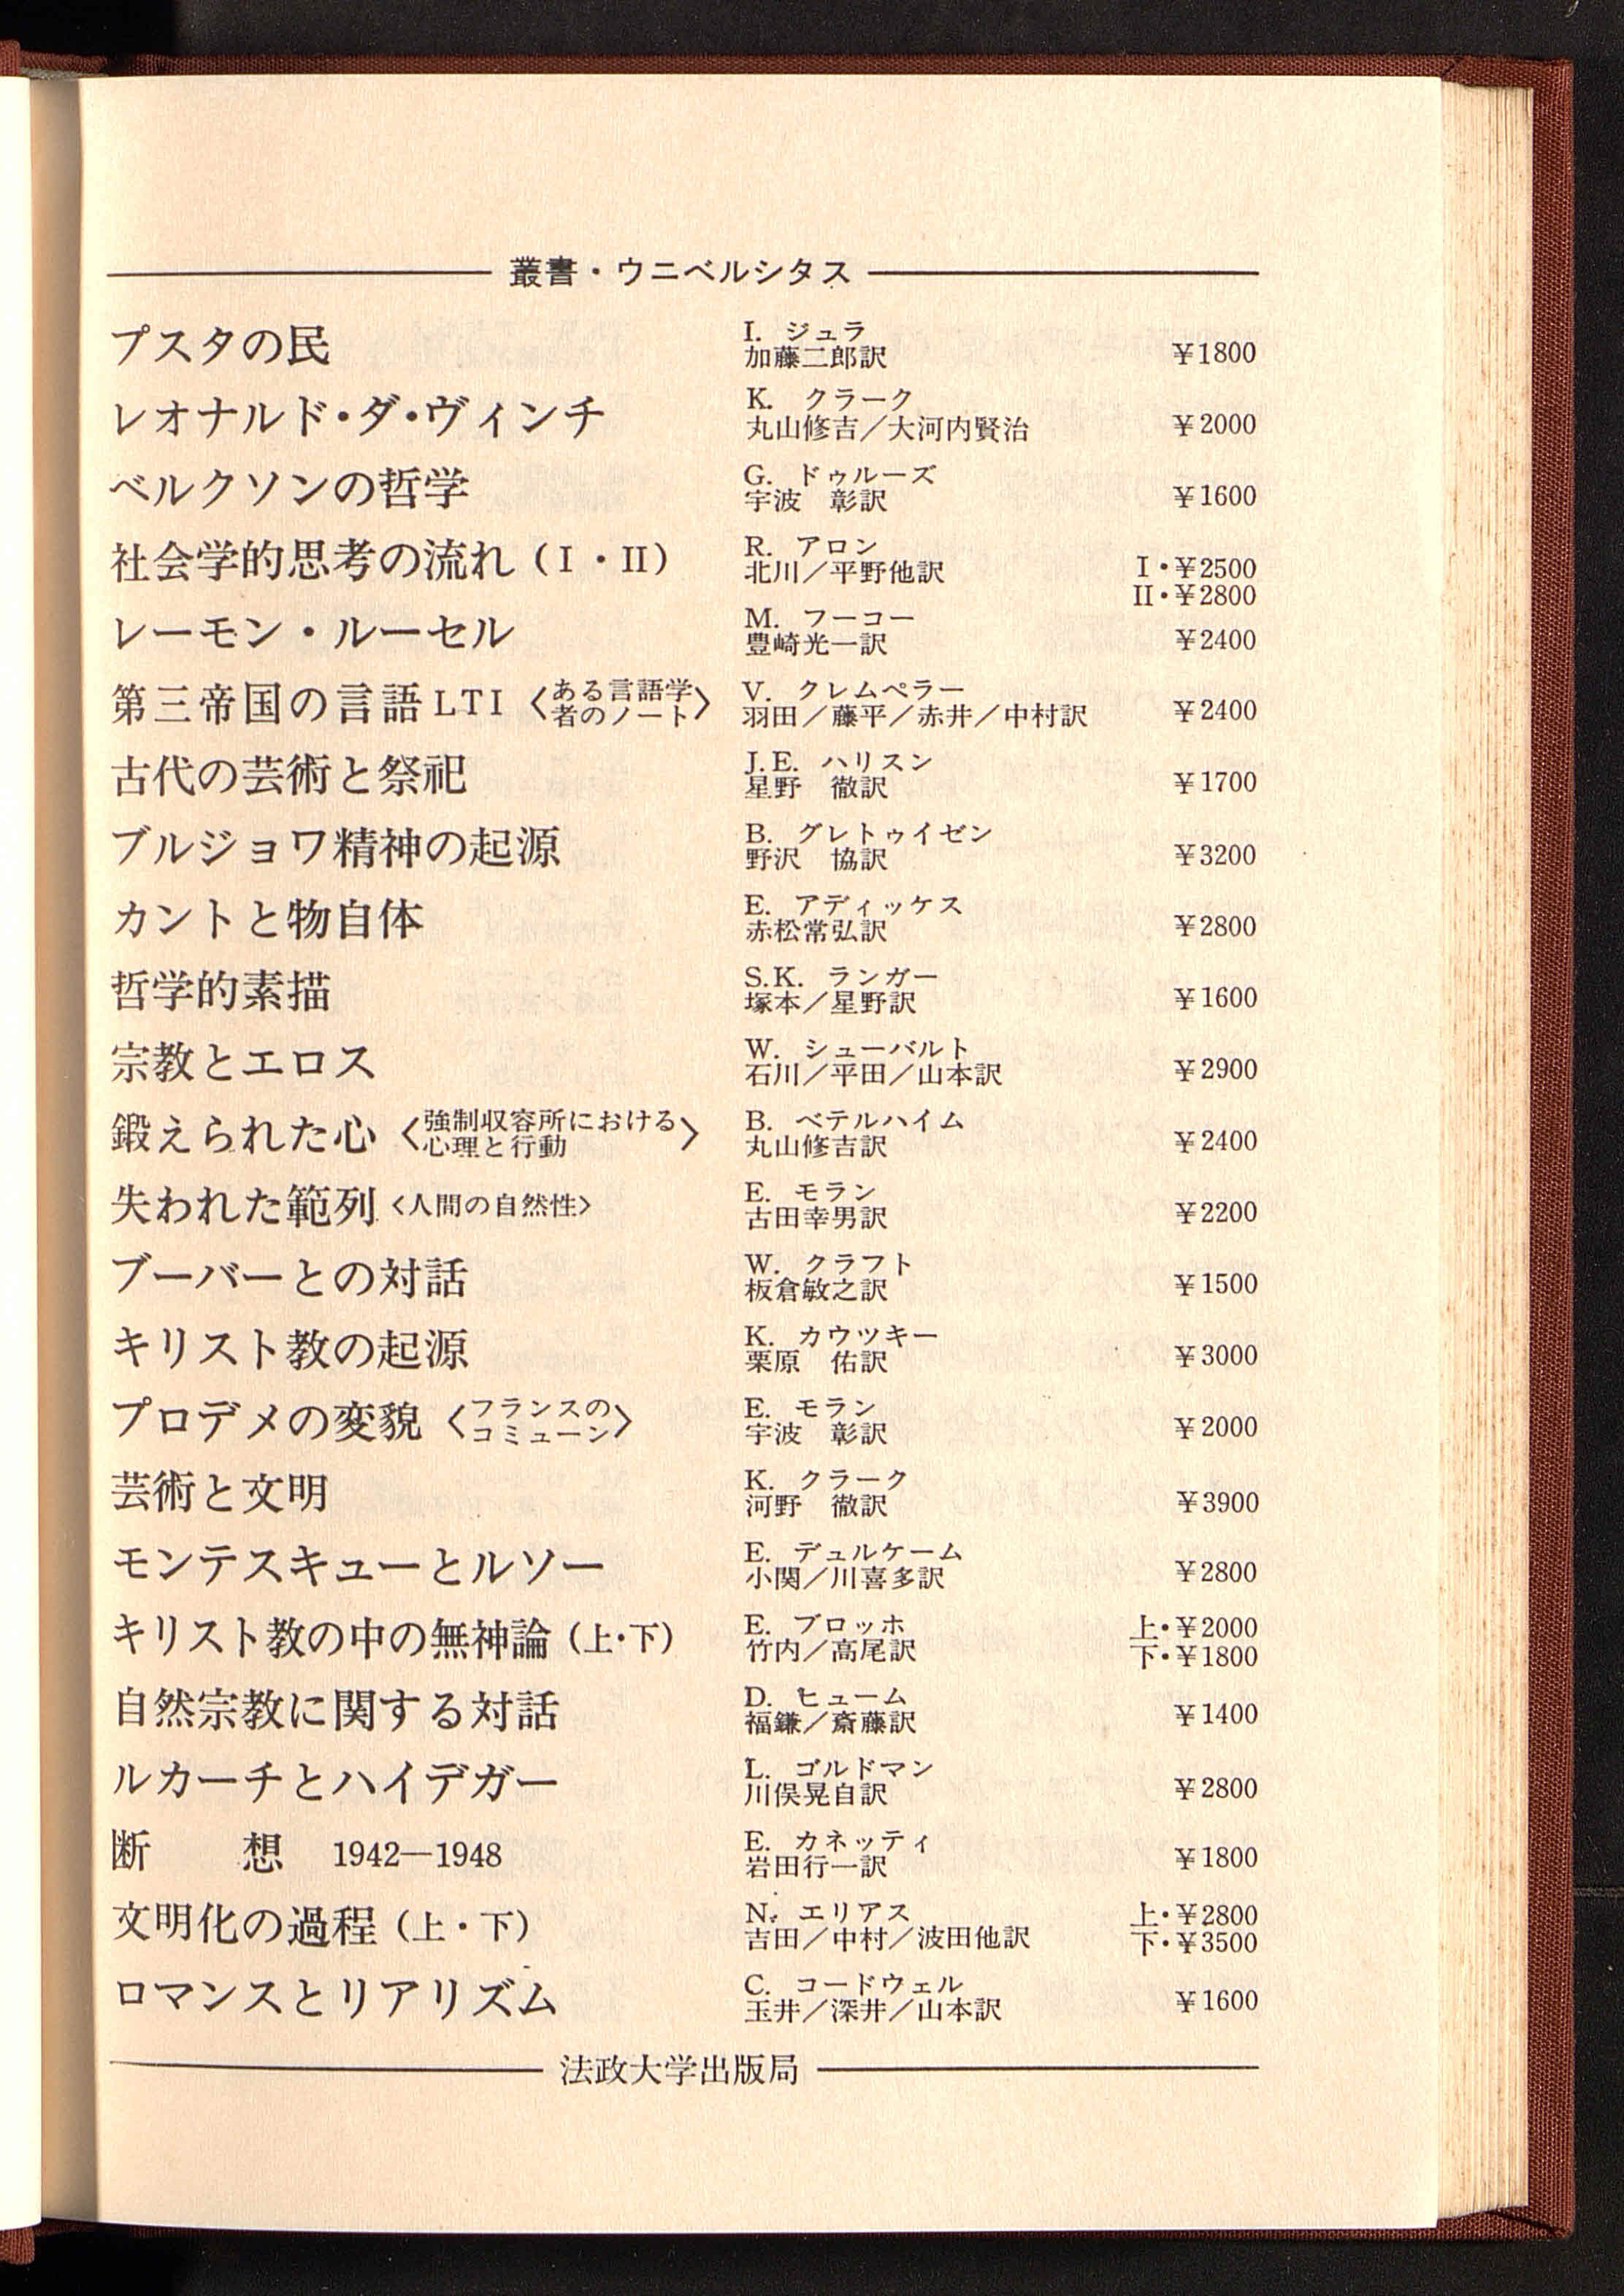 叢書・ウニベルシタス
プスタの民 I. ジュラ
加藤二郎訳 ¥1800
レオナルド・ダ・ヴィンチ K. クラーク
丸山修吉／大河内賢治 ¥2000
ベルクソンの哲学 G. ドゥルーズ
宇波 彰訳 ¥1600
社会学的思考の流れ（I・II） R. アロン
北川／平野他訳 I・¥2500
II・¥2800
レーモン・ルーセル M. フーコー
豊崎光一訳 ¥2400
第三帝国の言語LTI〈ある言語学者のノート〉 V. クレムペラー
羽田／藤平／赤井／中村訳 ¥2400
古代の芸術と祭祀 J.E. ハリスン
星野 徹訳 ¥1700
ブルジョワ精神の起源 B. グレトゥイゼン
野沢 協訳 ¥3200
カントと物自体 E. アディッケス
赤松常弘訳 ¥2800
哲学的素描 S.K. ランガー
塚本／星野訳 ¥1600
宗教とエロス W. シューバルト
石川／平田／山本訳 ¥2900
鍛えられた心〈強制収容所における心理と行動〉 B. ベテルハイム
丸山修吉訳 ¥2400
失われた範列〈人間の自然性〉 E. モラン
古田幸男訳 ¥2200
ブーバーとの対話 W. クラフト
板倉敏之訳 ¥1500
キリスト教の起源 K. カウツキー
栗原 佑訳 ¥3000
プロデメの変貌〈フランスのコミューン〉 E. モラン
宇波 彰訳 ¥2000
芸術と文明 K. クラーク
河野 徹訳 ¥3900
モンテスキューとルソー E. デュルケーム
小関／川喜多訳 ¥2800
キリスト教の中の無神論（上・下） E. ブロッホ 上・¥2000
竹内／高尾訳 下・¥1800
自然宗教に関する対話 D. ヒューム
福鎌／斎藤訳 ¥1400
ルカーチとハイデガー L. ゴルドマン
川俣晃自訳 ¥2800
断 想 1942—1948 E. カネッティ
岩田行一訳 ¥1800
文明化の過程（上・下） N. エリアス 上・¥2800
吉田／中村／波田他訳 下・¥3500
ロマンスとリアリズム C. コードウェル
玉井／深井／山本訳 ¥1600
法政大学出版局